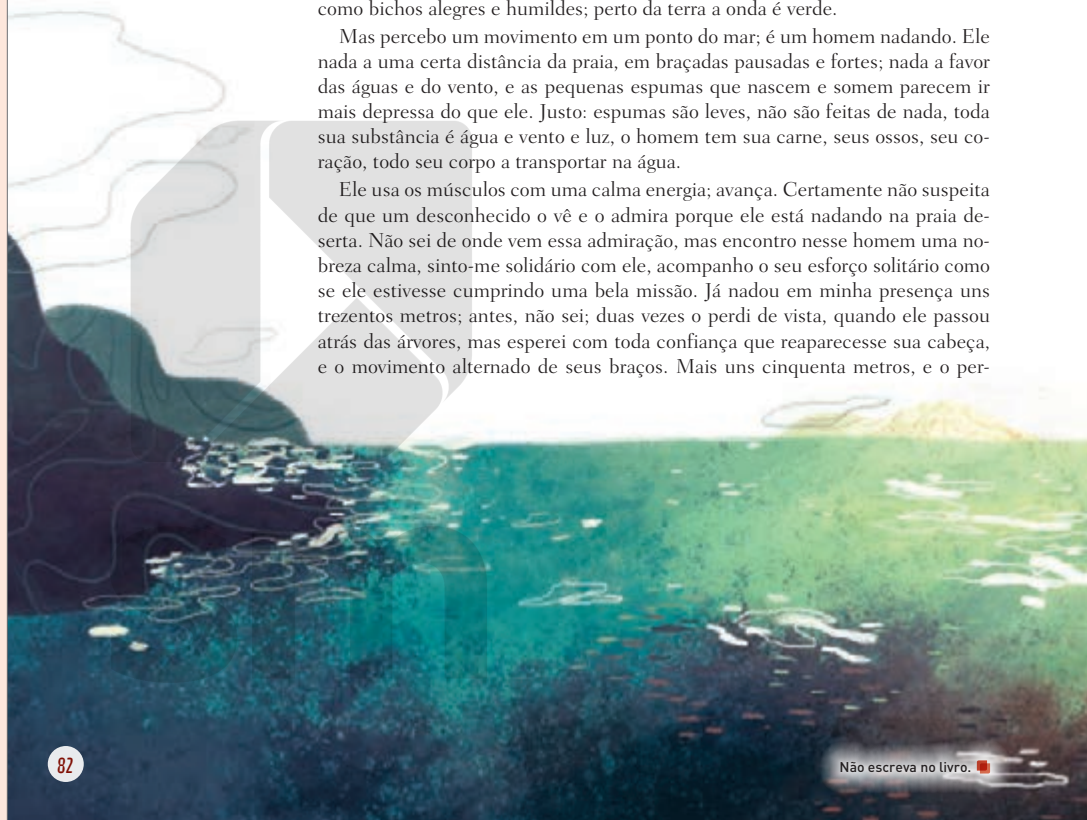 como bichos alegres e humildes; perto da terra a onda é verde.
Mas percebo um movimento em um ponto do mar; é um homem nadando. Ele
nada a uma certa distância da praia, em braçadas pausadas e fortes; nada a favor
das águas e do vento, e as pequenas espumas que nascem e somem parecem ir
mais depressa do que ele. Justo: espumas são leves, não são feitas de nada, toda
sua substância é água e vento e luz, o homem tem sua carne, seus ossos, seu co-
ração, todo seu corpo a transportar na água.
Ele usa os músculos com uma calma energia; avança. Certamente não suspeita
de que um desconhecido o vê e o admira porque ele está nadando na praia de-
serta. Não sei de onde vem essa admiração, mas encontro nesse homem uma no-
breza calma, sinto-me solidário com ele, acompanho o seu esforço solitário como
se ele estivesse cumprindo uma bela missão. Já nadou em minha presença uns
trezentos metros; antes, não sei; duas vezes o perdi de vista, quando ele passou
atrás das árvores, mas esperei com toda confiança que reaparecesse sua cabeça,
e o movimento alternado de seus braços. Mais uns cinquenta metros, e o per-
82
Não escreva no livro.